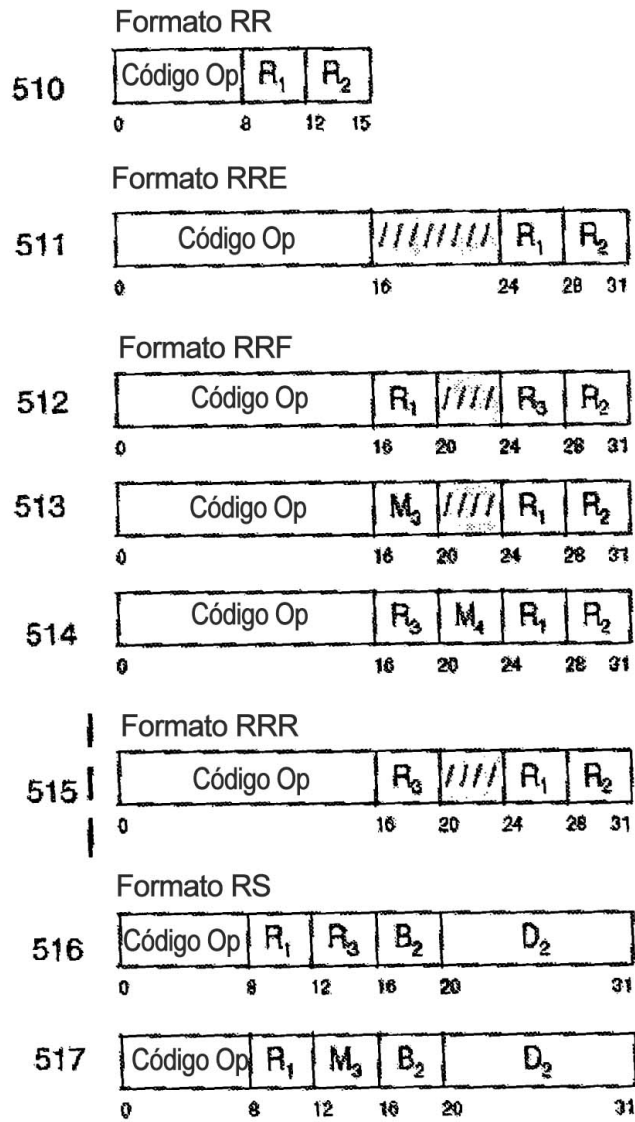 Formato RR
510 Código Op R₁ R₂
0 8 12 15
Formato RRE
511 Código Op R₁ R₂
0 16 24 28 31
Formato RRF
512 Código Op R₁ R₃ R₂
0 16 20 24 28 31
513 Código Op M₃ R₁ R₂
0 16 20 24 28 31
514 Código Op R₃ M₄ R₁ R₂
0 16 20 24 28 31
Formato RRR
515 Código Op R₃ R₁ R₂
0 16 20 24 28 31
Formato RS
516 Código Op R₁ R₃ B₂ D₂
0 8 12 16 20 31
517 Código Op R₁ M₃ B₂ D₂
0 8 12 16 20 31